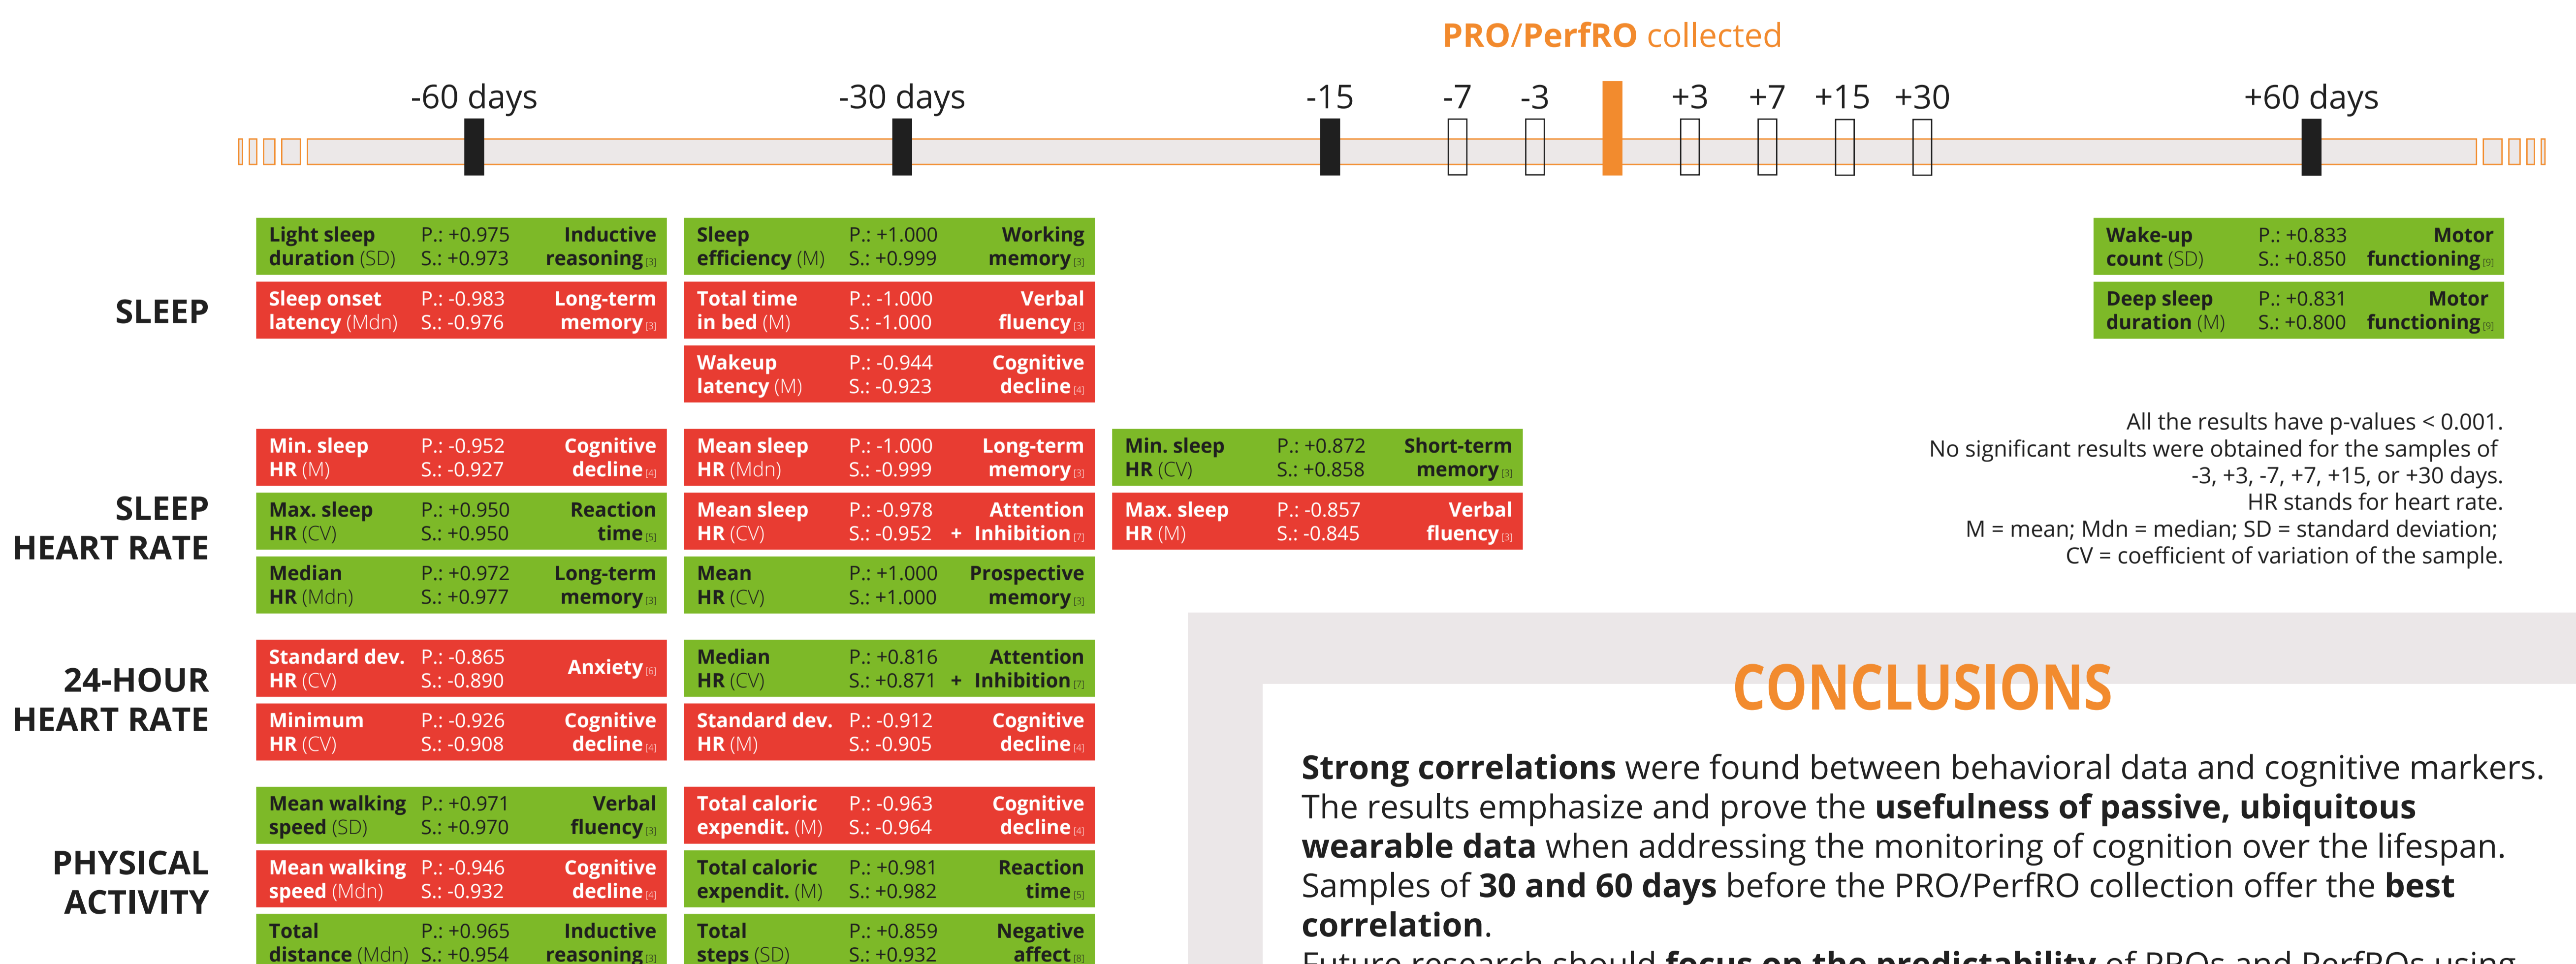 PRO/PerfRO collected
-60 days
-30 days
-15
-7
-3
+3
+7
+15
+30
+60 days
SLEEP
Light sleep P.: +0.975 Inductive
duration (SD) S.: +0.973 reasoning [3]
Sleep onset P.: -0.983 Long-term
latency (Mdn) S.: -0.976 memory [3]
Sleep P.: +1.000 Working
efficiency (M) S.: +0.999 memory [3]
Total time P.: -1.000 Verbal
in bed (M) S.: -1.000 fluency [3]
Wakeup P.: -0.944 Cognitive
latency (M) S.: -0.923 decline [4]
Wake-up P.: +0.833 Motor
count (SD) S.: +0.850 functioning [9]
Deep sleep P.: +0.831 Motor
duration (M) S.: +0.800 functioning [9]
SLEEP
HEART RATE
Min. sleep P.: -0.952 Cognitive
HR (M) S.: -0.927 decline [4]
Max. sleep P.: +0.950 Reaction
HR (CV) S.: +0.950 time [5]
Median P.: +0.972 Long-term
HR (Mdn) S.: +0.977 memory [3]
Mean sleep P.: -1.000 Long-term
HR (Mdn) S.: -0.999 memory [3]
Mean sleep P.: -0.978 Attention
HR (CV) S.: -0.952 + Inhibition [7]
Mean P.: +1.000 Prospective
HR (CV) S.: +1.000 memory [3]
Min. sleep P.: +0.872 Short-term
HR (CV) S.: +0.858 memory [3]
Max. sleep P.: -0.857 Verbal
HR (M) S.: -0.845 fluency [3]
All the results have p-values < 0.001.
No significant results were obtained for the samples of
-3, +3, -7, +7, +15, or +30 days.
HR stands for heart rate.
M = mean; Mdn = median; SD = standard deviation;
CV = coefficient of variation of the sample.
24-HOUR
HEART RATE
Standard dev. P.: -0.865 Anxiety [6]
HR (CV) S.: -0.890
Minimum P.: -0.926 Cognitive
HR (CV) S.: -0.908 decline [4]
Median P.: +0.816 Attention
HR (CV) S.: +0.871 + Inhibition [7]
Standard dev. P.: -0.912 Cognitive
HR (M) S.: -0.905 decline [4]
PHYSICAL
ACTIVITY
Mean walking P.: +0.971 Verbal
speed (SD) S.: +0.970 fluency [3]
Mean walking P.: -0.946 Cognitive
speed (Mdn) S.: -0.932 decline [4]
Total P.: +0.965 Inductive
distance (Mdn) S.: +0.954 reasoning [3]
Total caloric P.: -0.963 Cognitive
expendit. (M) S.: -0.964 decline [4]
Total caloric P.: +0.981 Reaction
expendit. (M) S.: +0.982 time [5]
Total P.: +0.859 Negative
steps (SD) S.: +0.932 affect [8]
CONCLUSIONS
Strong correlations were found between behavioral data and cognitive markers.
The results emphasize and prove the usefulness of passive, ubiquitous
wearable data when addressing the monitoring of cognition over the lifespan.
Samples of 30 and 60 days before the PRO/PerfRO collection offer the best
correlation.
Future research should focus on the predictability of PROs and PerfROs using